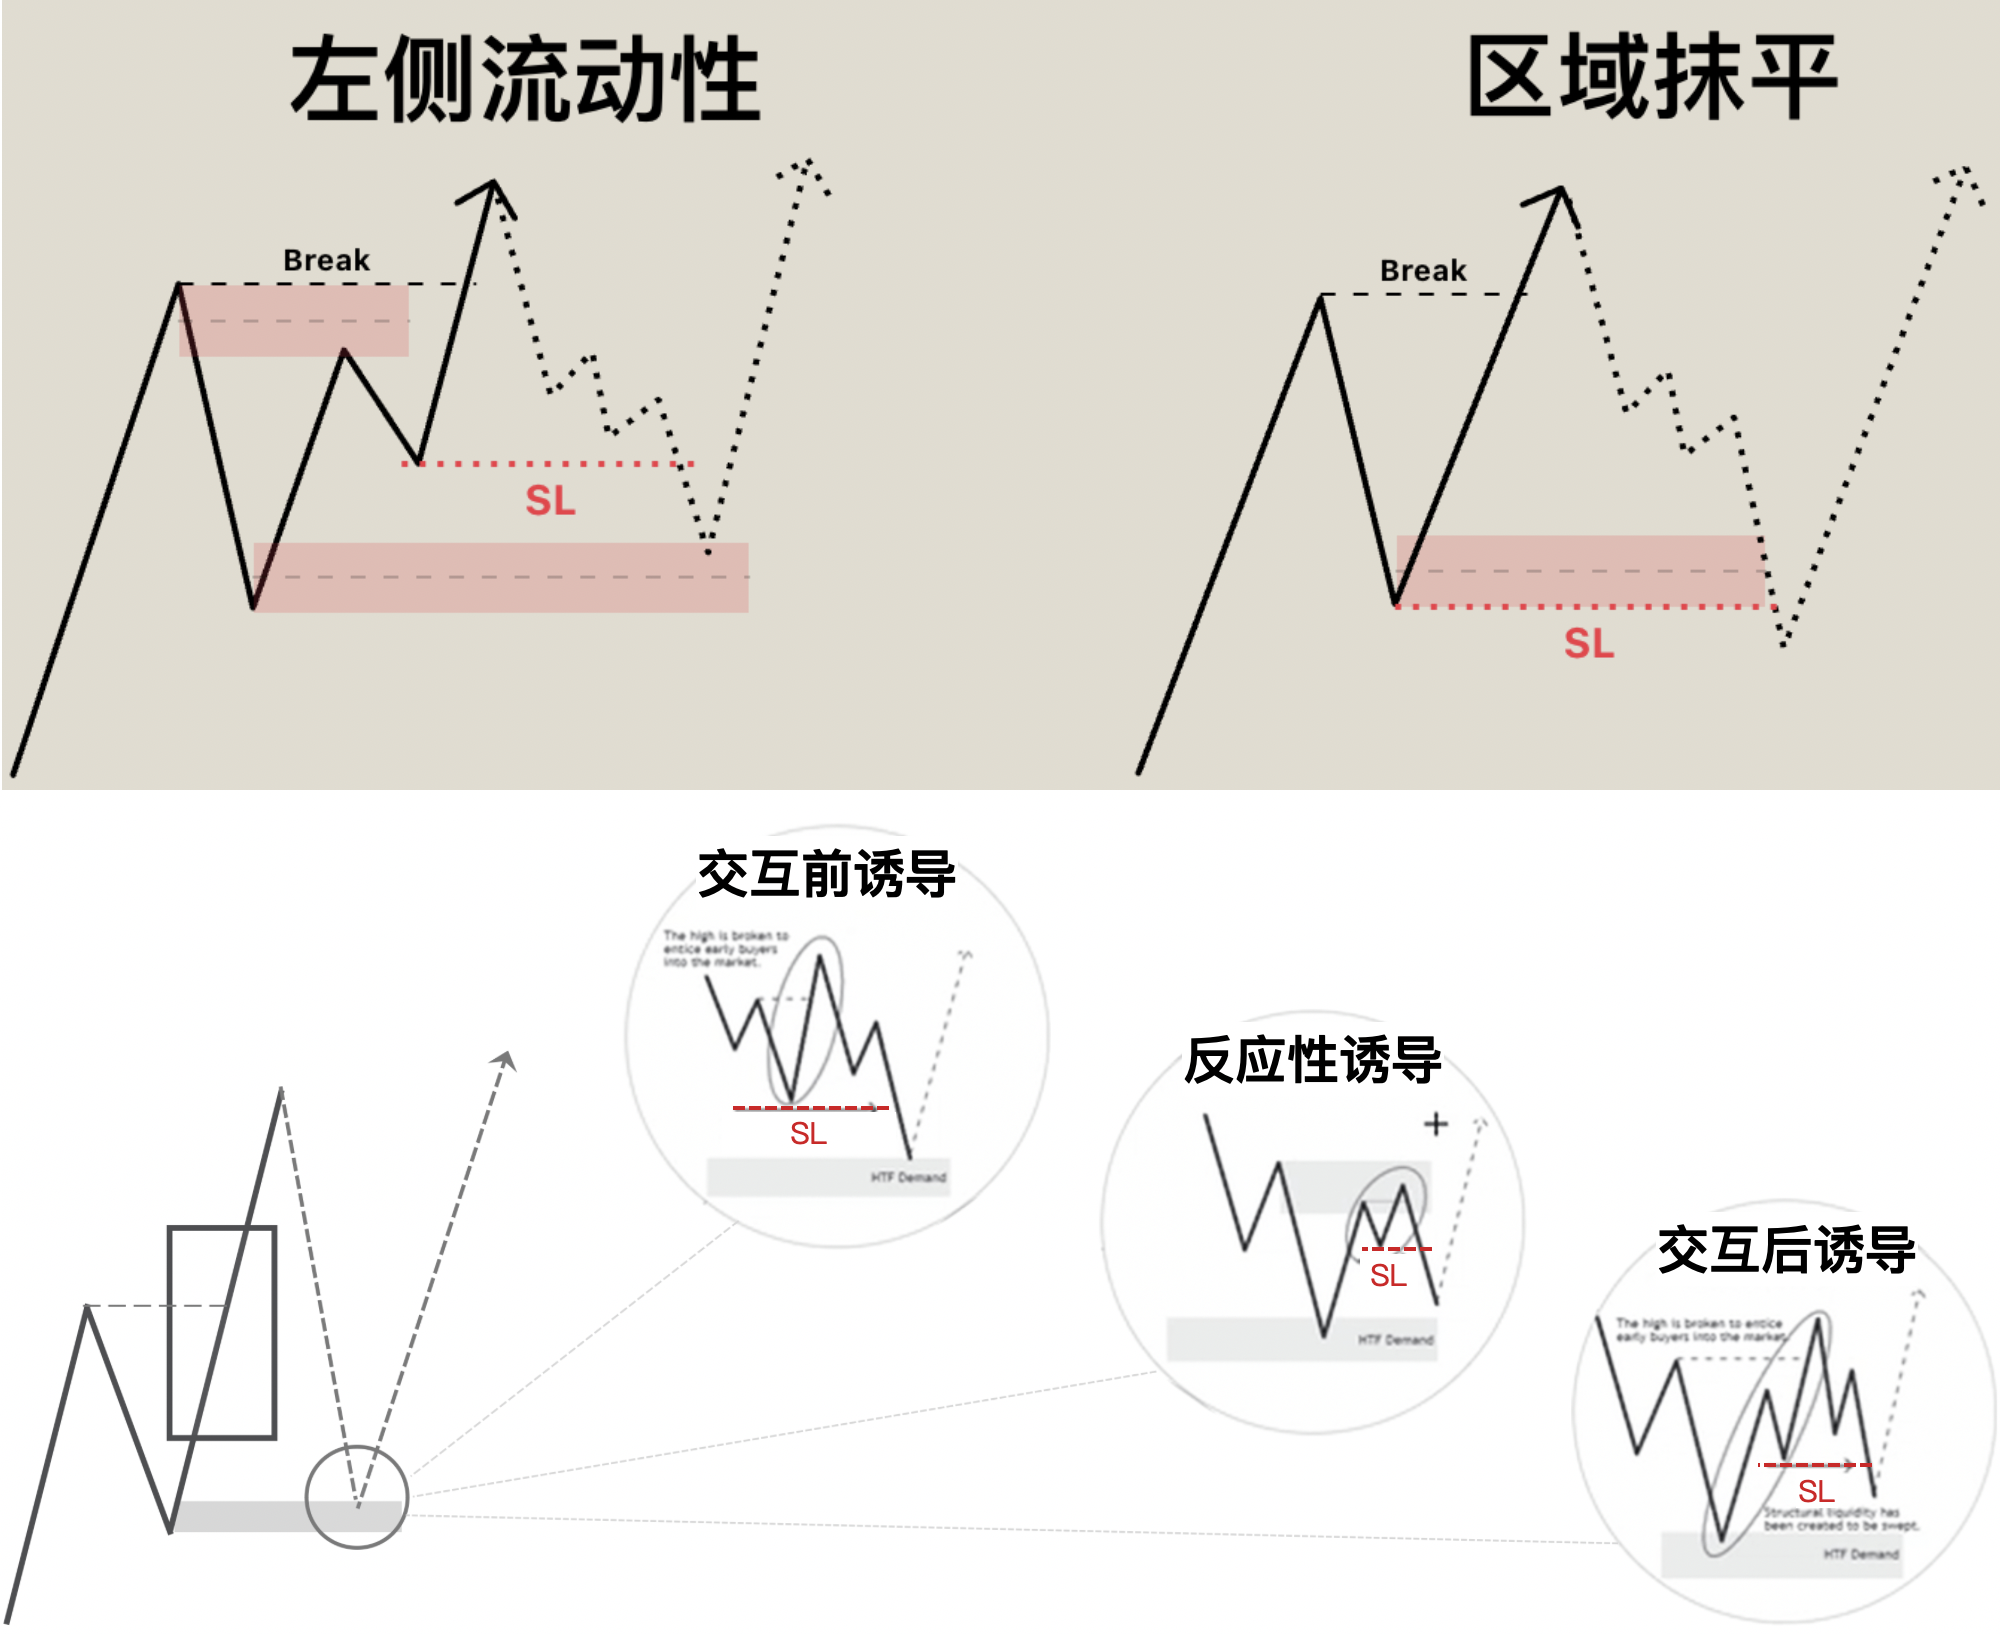 左侧流动性
区域抹平
Break
SL
Break
SL
交互前诱导
The high is broken to
entice early buyers
into the market.
SL
HTF Demand
反应性诱导
SL
HTF Demand
交互后诱导
The high is broken to entice
early buyers into the market.
SL
Structural liquidity has
been created to be swept.
HTF Demand